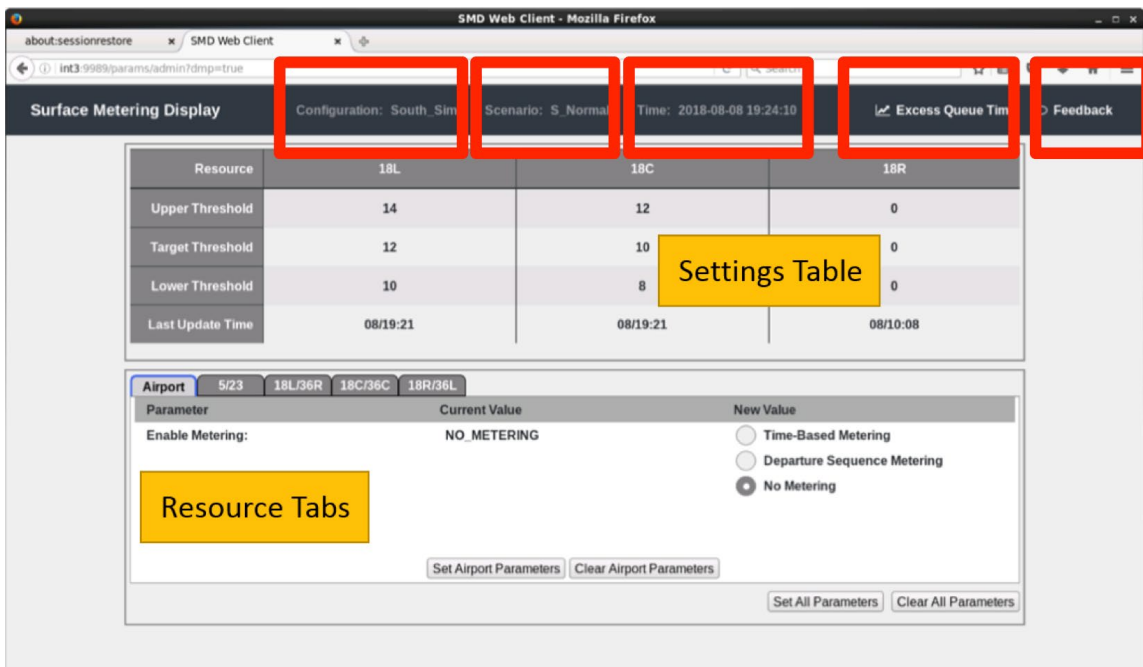 SMD Web Client - Mozilla Firefox
about:sessionrestore
SMD Web Client
int3:9989/params/admin?dmp=true
Search
Surface Metering Display
Configuration: South_Sim
Scenario: S_Normal
Time: 2018-08-08 19:24:10
Excess Queue Tim
Feedback
Resource 18L 18C 18R
Upper Threshold 14 12 0
Target Threshold 12 10 0
Settings Table
Lower Threshold 10 8 0
Last Update Time 08/19:21 08/19:21 08/10:08
Airport 5/23 18L/36R 18C/36C 18R/36L
Parameter Current Value New Value
Enable Metering: NO_METERING Time-Based Metering
Departure Sequence Metering
No Metering
Resource Tabs
Set Airport Parameters Clear Airport Parameters
Set All Parameters Clear All Parameters